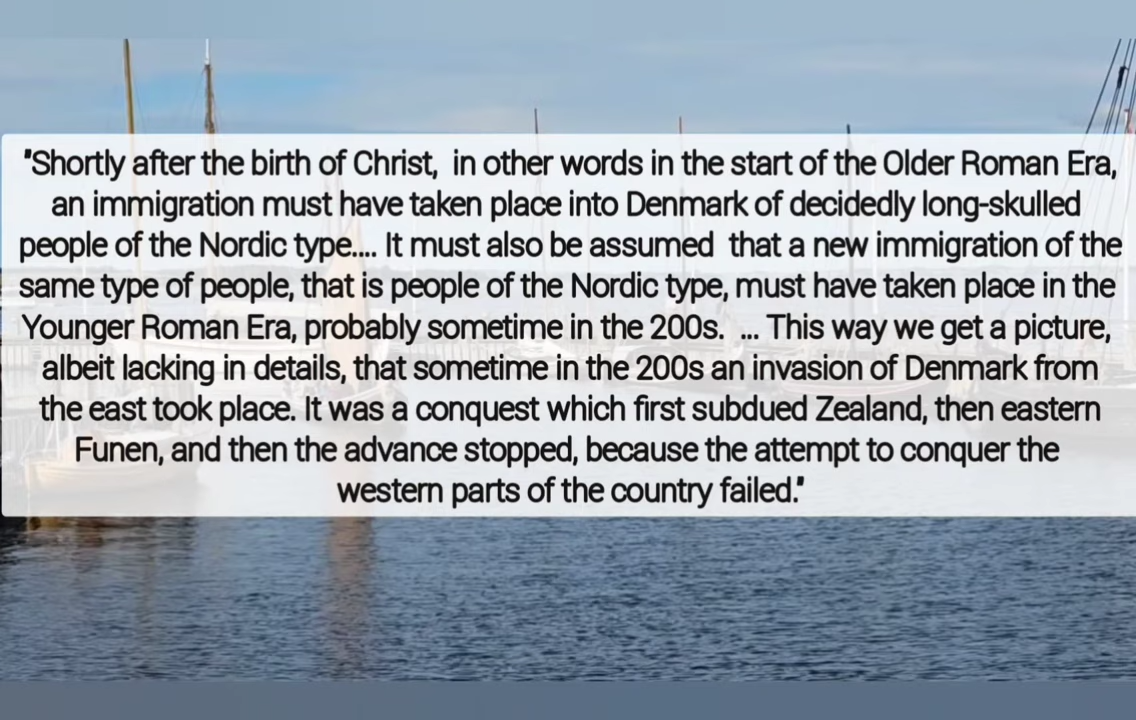 "Shortly after the birth of Christ,  in other words in the start of the Older Roman Era,
an immigration must have taken place into Denmark of decidedly long-skulled
people of the Nordic type.... It must also be assumed  that a new immigration of the
same type of people, that is people of the Nordic type, must have taken place in the
Younger Roman Era, probably sometime in the 200s.  ... This way we get a picture,
albeit lacking in details, that sometime in the 200s an invasion of Denmark from
the east took place. It was a conquest which first subdued Zealand, then eastern
Funen, and then the advance stopped, because the attempt to conquer the
western parts of the country failed."